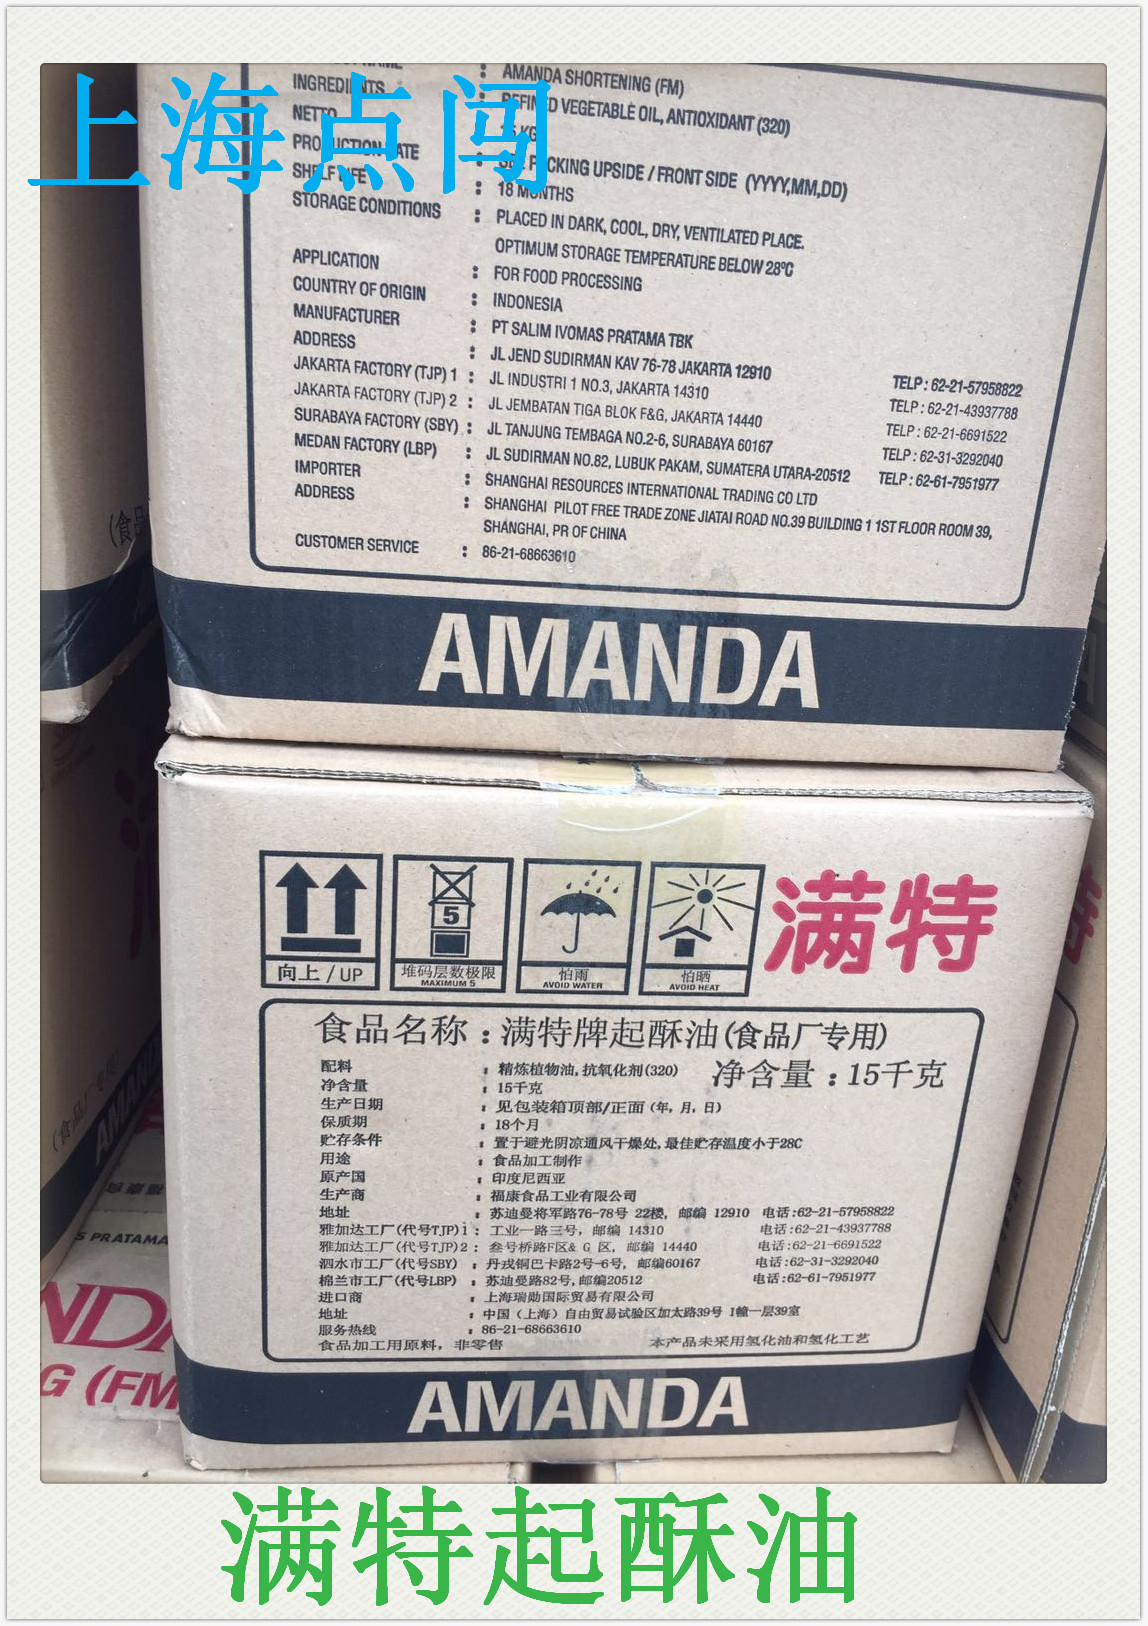 上海点闯
AMANDA SHORTENING (FM)
INGREDIENTS : REFINED VEGETABLE OIL, ANTIOXIDANT (320)
NETTO
PRODUCTION DATE : SEE PACKING UPSIDE / FRONT SIDE (YYYY,MM,DD)
SHELF LIFE : 18 MONTHS
STORAGE CONDITIONS : PLACED IN DARK, COOL, DRY, VENTILATED PLACE.
OPTIMUM STORAGE TEMPERATURE BELOW 28ºC
APPLICATION : FOR FOOD PROCESSING
COUNTRY OF ORIGIN : INDONESIA
MANUFACTURER : PT SALIM IVOMAS PRATAMA TBK
ADDRESS : JL JEND SUDIRMAN KAV 76-78 JAKARTA 12910 TELP : 62-21-57958822
JAKARTA FACTORY (TJP) 1 : JL INDUSTRI 1 NO.3, JAKARTA 14310 TELP : 62-21-43937788
JAKARTA FACTORY (TJP) 2 : JL JEMBATAN TIGA BLOK F&G, JAKARTA 14440 TELP : 62-21-6691522
SURABAYA FACTORY (SBY) : JL TANJUNG TEMBAGA NO.2-6, SURABAYA 60167 TELP : 62-31-3292040
MEDAN FACTORY (LBP) : JL SUDIRMAN NO.82, LUBUK PAKAM, SUMATERA UTARA-20512 TELP : 62-61-7951977
IMPORTER : SHANGHAI RESOURCES INTERNATIONAL TRADING CO LTD
ADDRESS : SHANGHAI PILOT FREE TRADE ZONE JIATAI ROAD NO.39 BUILDING 1 1ST FLOOR ROOM 39,
SHANGHAI, PR OF CHINA
CUSTOMER SERVICE : 86-21-68663610
AMANDA
向上 / UP
5
堆码层数极限
MAXIMUM 5
怕雨
AVOID WATER
怕晒
AVOID HEAT
满特
食品名称：满特牌起酥油(食品厂专用)
配料 ：精炼植物油,抗氧化剂(320)
净含量：15千克
净含量 ：15千克
生产日期 ：见包装箱顶部/正面 (年，月，日)
保质期 ：18个月
贮存条件 ：置于避光阴凉通风干燥处,最佳贮存温度小于28C
用途 ：食品加工制作
原产国 ：印度尼西亚
生产商 ：福康食品工业有限公司
地址 ：苏迪曼将军路76-78号 22楼，邮编 12910 电话:62-21-57958822
雅加达工厂(代号TJP)1 ：工业一路三号，邮编 14310 电话:62-21-43937788
雅加达工厂(代号TJP)2 ：叁号桥路F区& G 区，邮编 14440 电话:62-21-6691522
泗水市工厂(代号SBY) ：丹戎铜巴卡路2号-6号，邮编60167 电话:62-31-3292040
棉兰市工厂(代号LBP) ：苏迪曼路82号,邮编20512 电话:62-61-7951977
进口商 ：上海瑞勋国际贸易有限公司
地址 ：中国（上海）自由贸易试验区加太路39号 1幢一层39室
服务热线 ：86-21-68663610
食品加工用原料，非零售 本产品未采用氢化油和氢化工艺
AMANDA
S PRATAMA
G (FM
满特起酥油